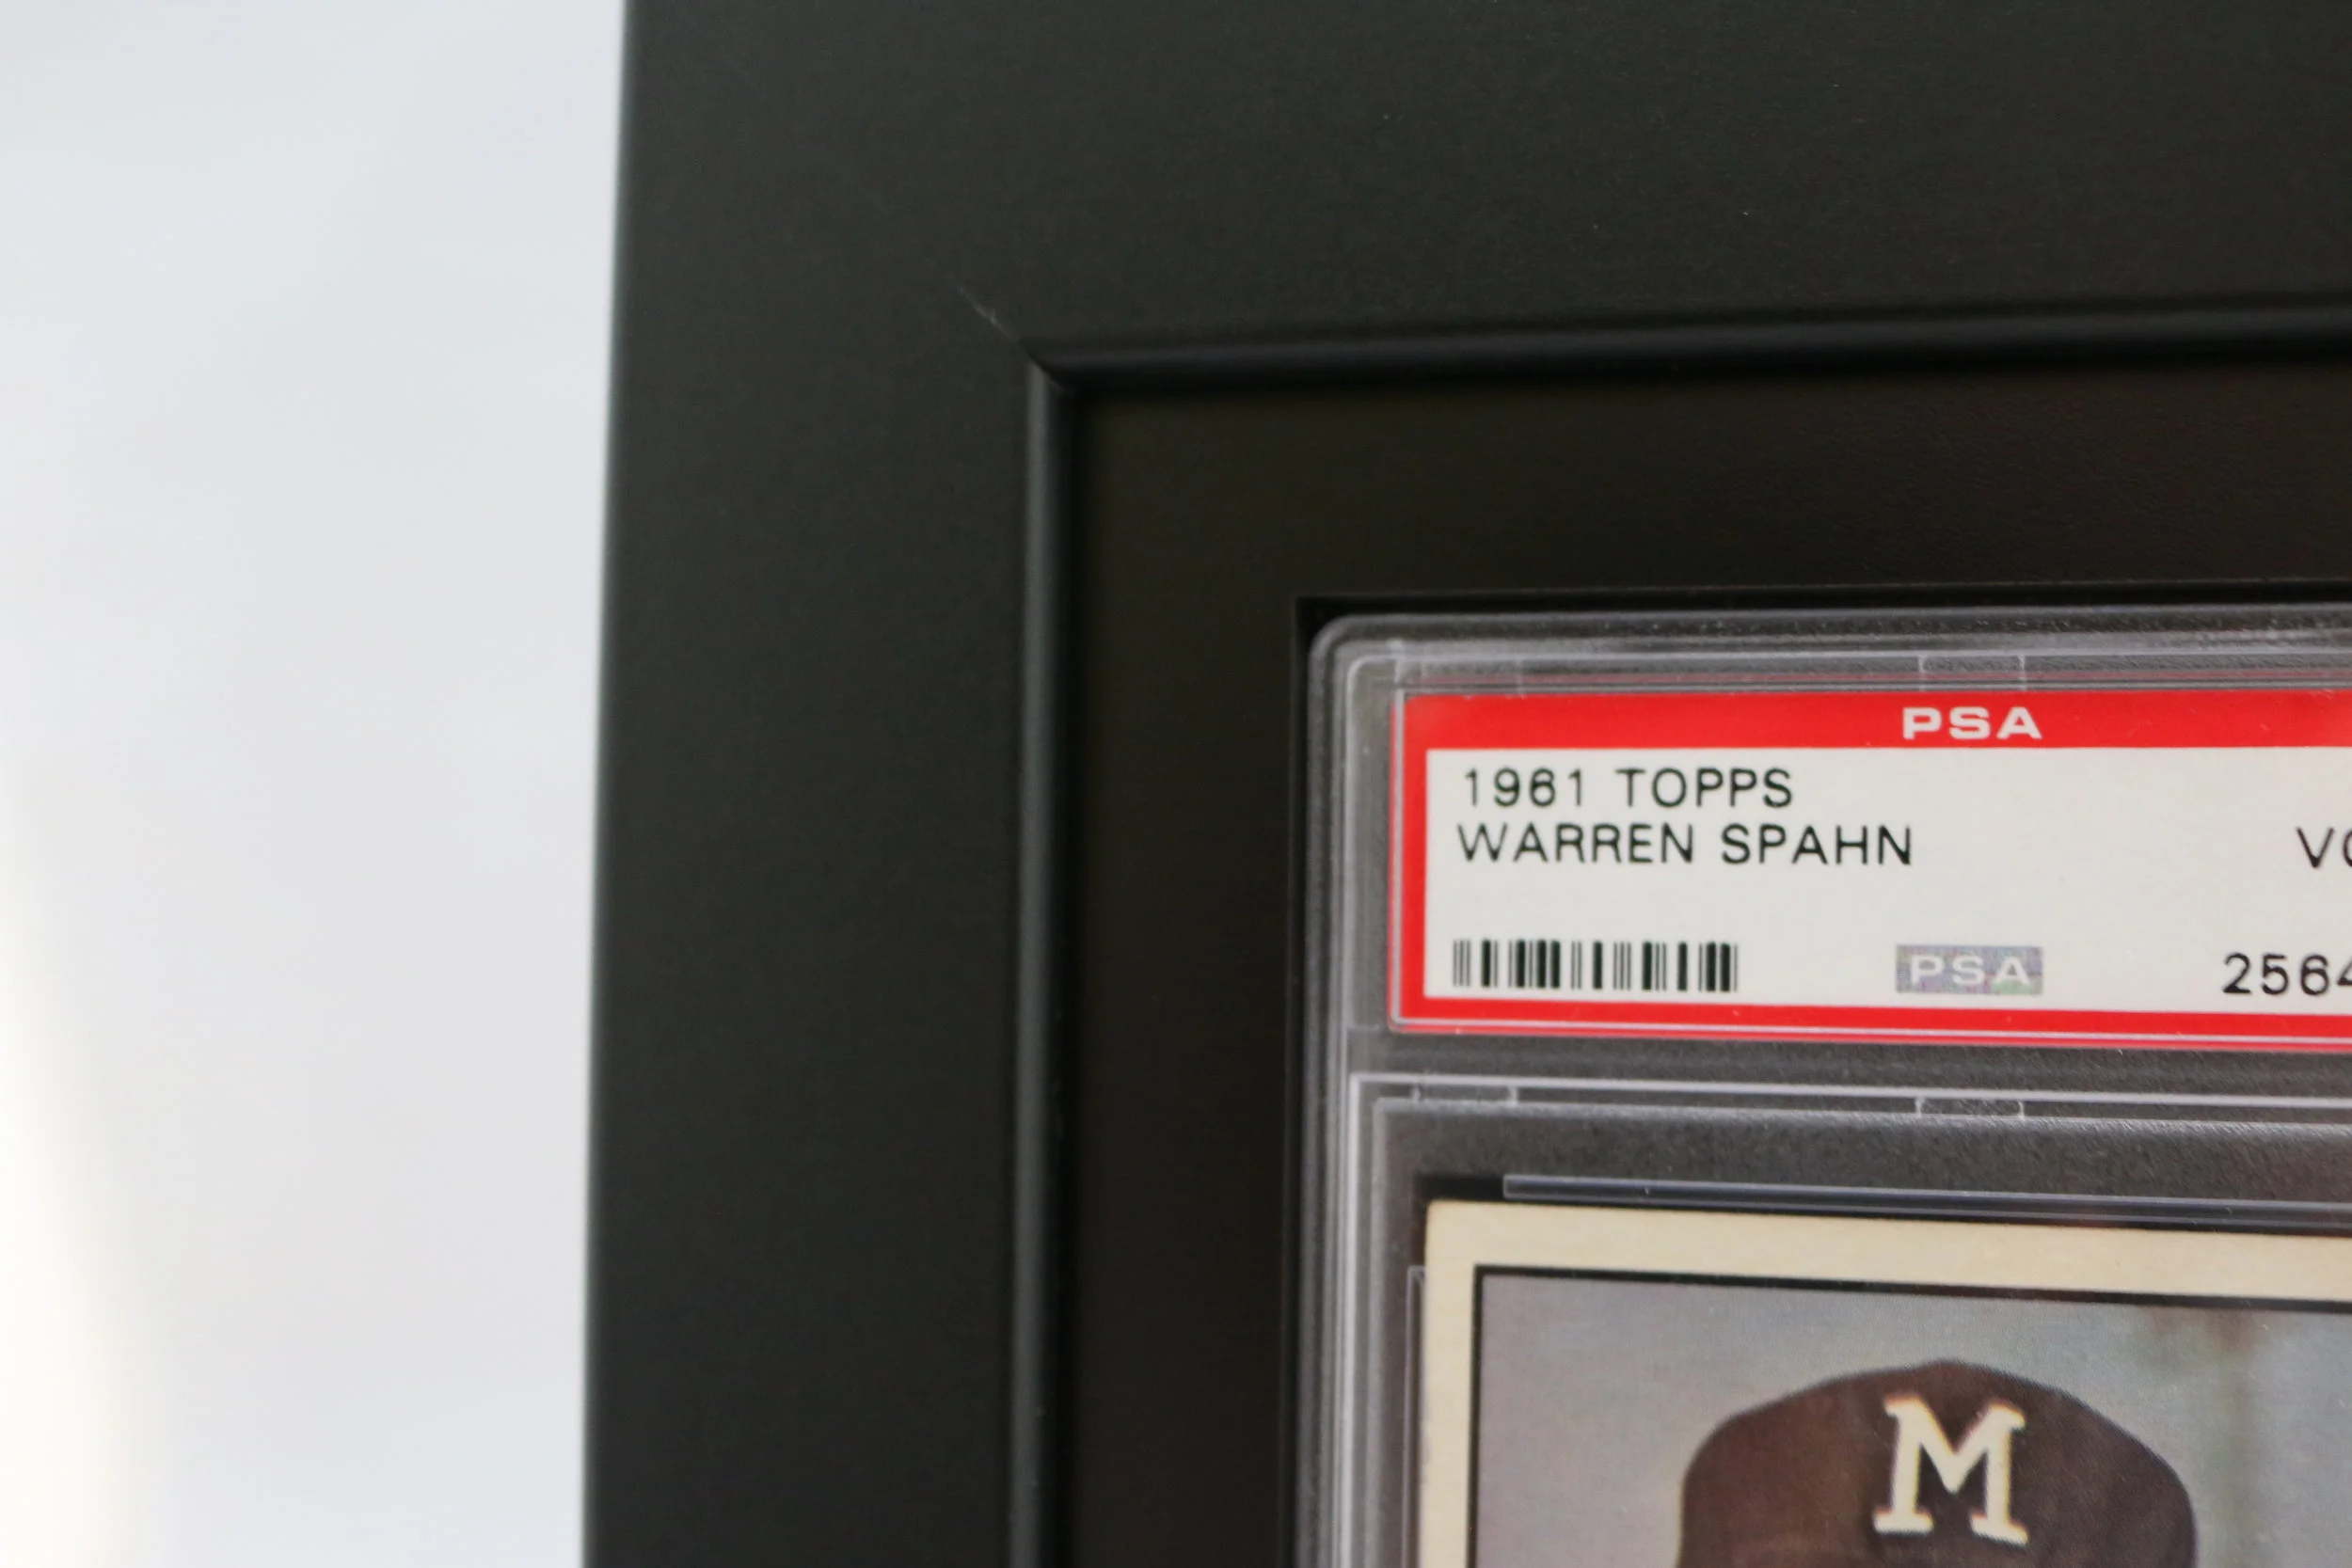 PSA
1961 TOPPS
WARREN SPAHN
PSA
M